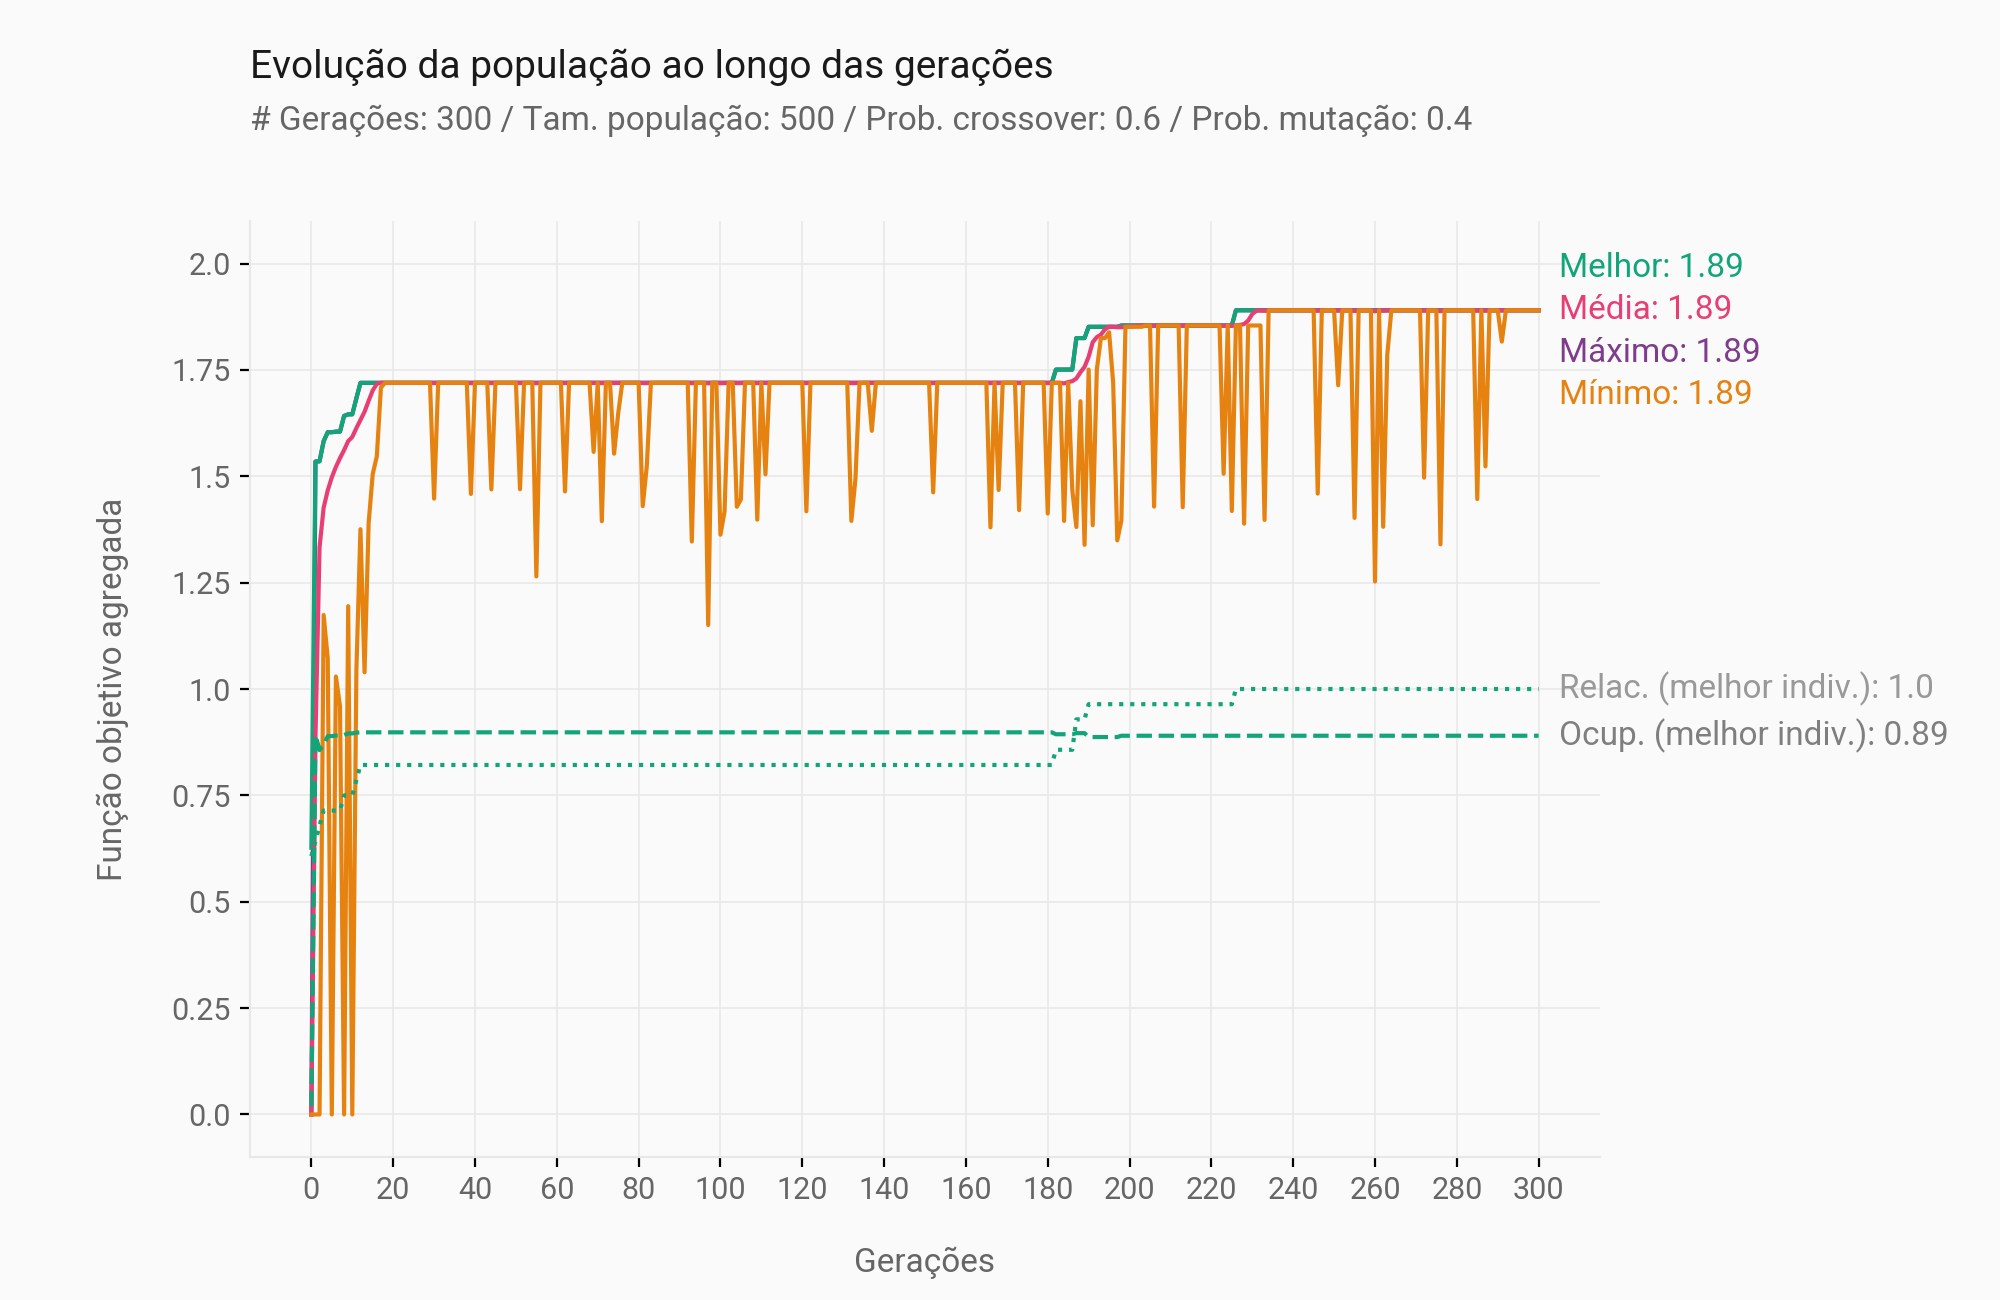 Evolução da população ao longo das gerações
# Gerações: 300 / Tam. população: 500 / Prob. crossover: 0.6 / Prob. mutação: 0.4
Função objetivo agregada
2.0
1.75
1.5
1.25
1.0
0.75
0.5
0.25
0.0
Melhor: 1.89
Média: 1.89
Máximo: 1.89
Mínimo: 1.89
Relac. (melhor indiv.): 1.0
Ocup. (melhor indiv.): 0.89
0 20 40 60 80 100 120 140 160 180 200 220 240 260 280 300
Gerações